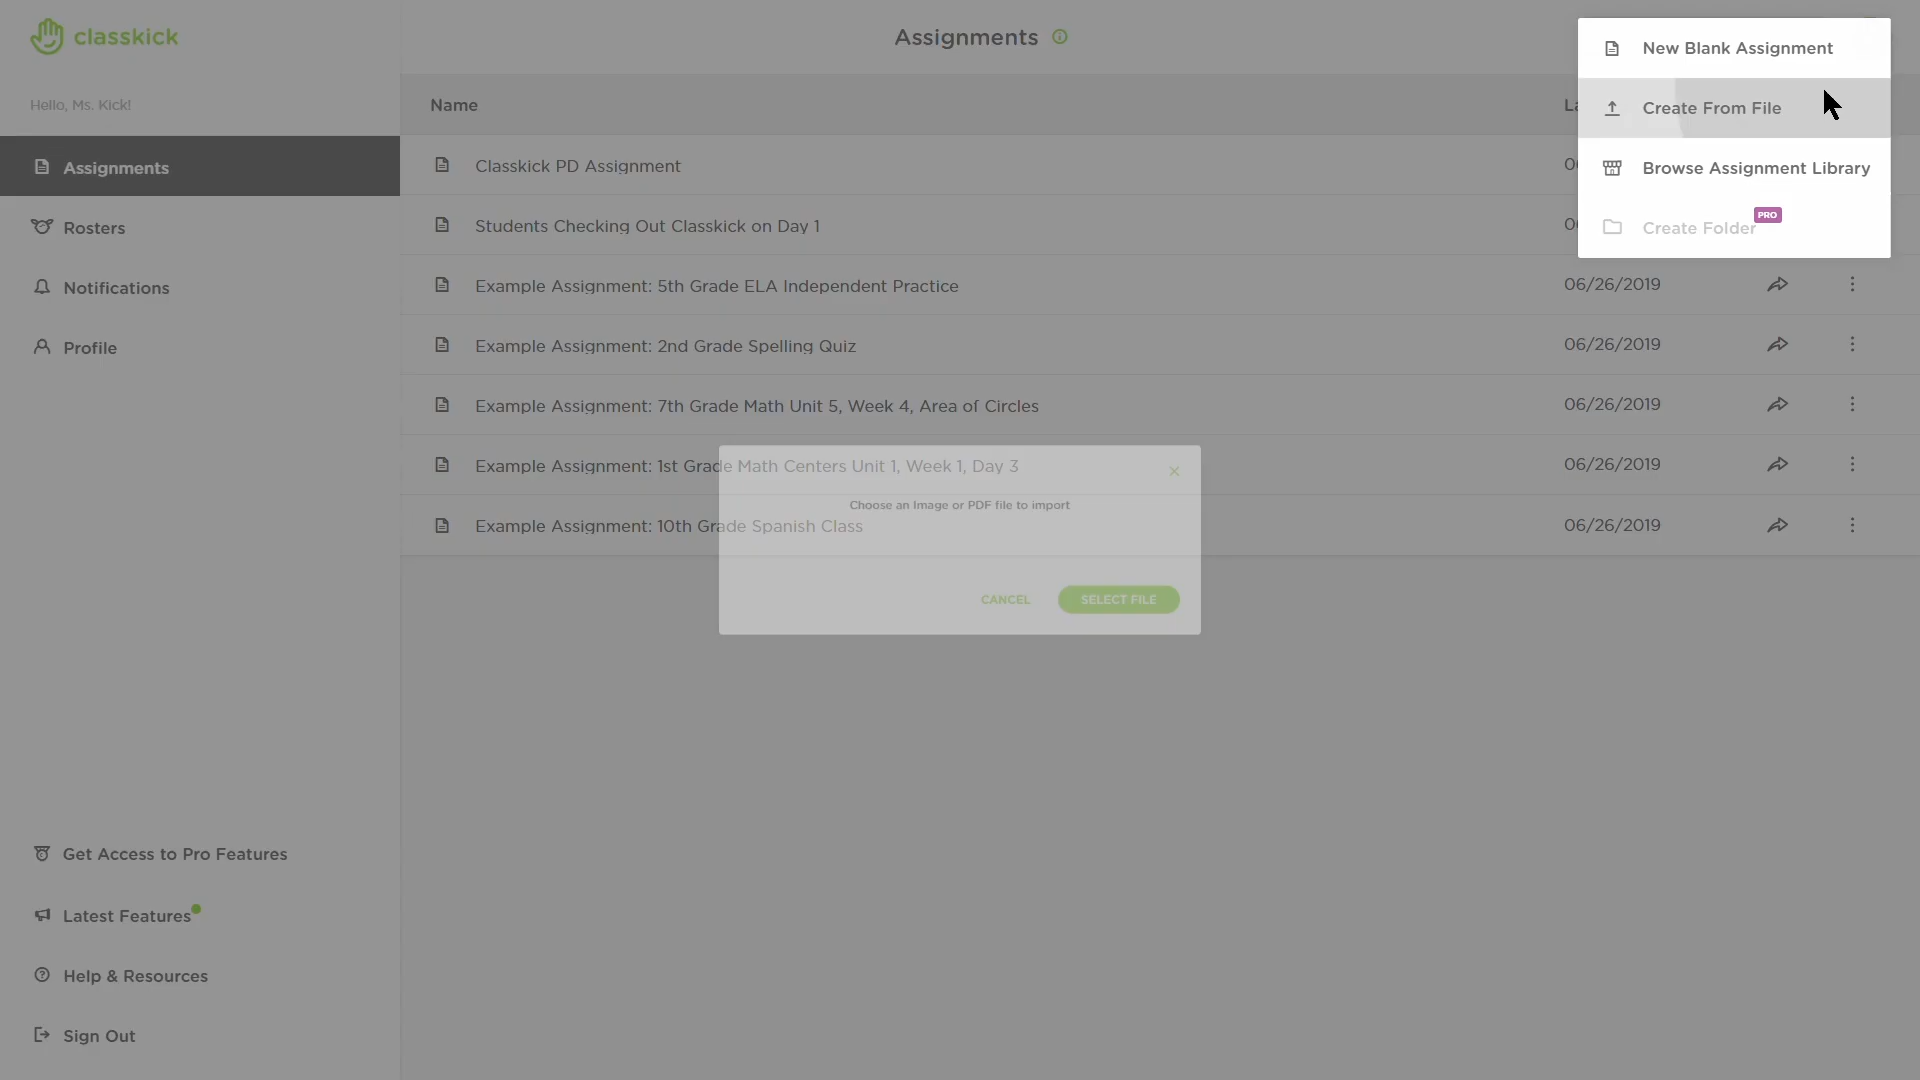 classkick
Assignments
New Blank Assignment
Hello, Ms. Kick!
Name
Create From File
Assignments
Classkick PD Assignment
Browse Assignment Library
Rosters
Students Checking Out Classkick on Day 1
PRO
Create Folder
Notifications
Example Assignment: 5th Grade ELA Independent Practice
06/26/2019
Profile
Example Assignment: 2nd Grade Spelling Quiz
06/26/2019
Example Assignment: 7th Grade Math Unit 5, Week 4, Area of Circles
06/26/2019
Example Assignment: 1st Grade Math Centers Unit 1, Week 1, Day 3
06/26/2019
Choose an Image or PDF file to import
Example Assignment: 10th Grade Spanish Class
06/26/2019
CANCEL
SELECT FILE
Get Access to Pro Features
Latest Features
Help & Resources
Sign Out